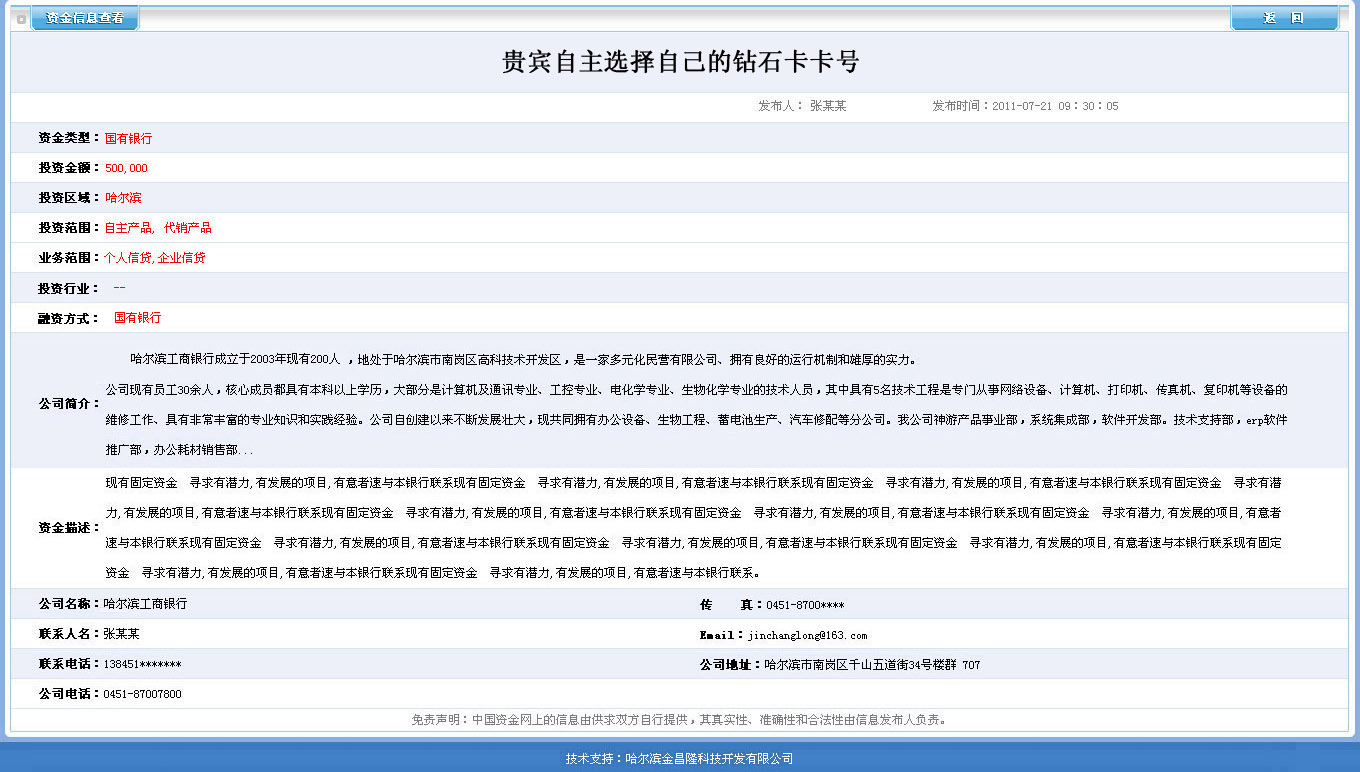 资金信息查看
返 回
贵宾自主选择自己的钻石卡卡号
发布人： 张某某 发布时间：2011-07-21 09：30：05
资金类型：国有银行
投资金额：500,000
投资区域：哈尔滨
投资范围：自主产品, 代销产品
业务范围：个人信贷,企业信贷
投资行业： --
融资方式： 国有银行
公司简介：
哈尔滨工商银行成立于2003年现有200人 ，地处于哈尔滨市南岗区高科技术开发区，是一家多元化民营有限公司、拥有良好的运行机制和雄厚的实力。
公司现有员工30余人，核心成员都具有本科以上学历，大部分是计算机及通讯专业、工控专业、电化学专业、生物化学专业的技术人员，其中具有5名技术工程是专门从事网络设备、计算机、打印机、传真机、复印机等设备的
维修工作、具有非常丰富的专业知识和实践经验。公司自创建以来不断发展壮大，现共同拥有办公设备、生物工程、蓄电池生产、汽车修配等分公司。我公司神游产品事业部，系统集成部，软件开发部。技术支持部，erp软件
推广部，办公耗材销售部...
资金描述：
现有固定资金 寻求有潜力,有发展的项目,有意者速与本银行联系现有固定资金 寻求有潜力,有发展的项目,有意者速与本银行联系现有固定资金 寻求有潜力,有发展的项目,有意者速与本银行联系现有固定资金 寻求有潜
力,有发展的项目,有意者速与本银行联系现有固定资金 寻求有潜力,有发展的项目,有意者速与本银行联系现有固定资金 寻求有潜力,有发展的项目,有意者速与本银行联系现有固定资金 寻求有潜力,有发展的项目,有意者
速与本银行联系现有固定资金 寻求有潜力,有发展的项目,有意者速与本银行联系现有固定资金 寻求有潜力,有发展的项目,有意者速与本银行联系现有固定资金 寻求有潜力,有发展的项目,有意者速与本银行联系现有固定
资金 寻求有潜力,有发展的项目,有意者速与本银行联系现有固定资金 寻求有潜力,有发展的项目,有意者速与本银行联系。
公司名称：哈尔滨工商银行 传 真：0451-8700****
联系人名：张某某 Email：jinchanglong@163.com
联系电话：138451******* 公司地址：哈尔滨市南岗区千山五道街34号楼群 707
公司电话：0451-87007800
免责声明：中国资金网上的信息由供求双方自行提供，其真实性、准确性和合法性由信息发布人负责。
技术支持：哈尔滨金昌隆科技开发有限公司